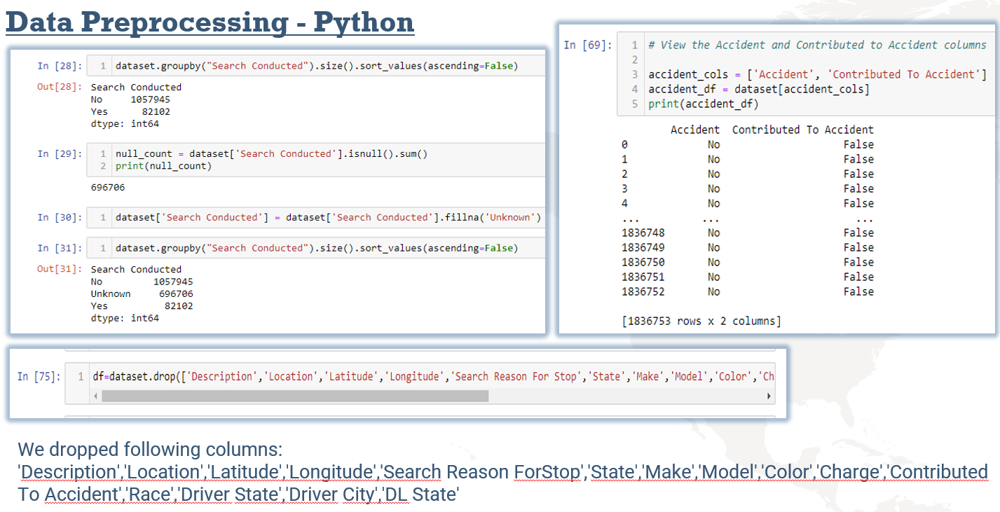 Data Preprocessing - Python
In [28]: 1 dataset.groupby("Search Conducted").size().sort_values(ascending=False)
Out[28]: Search Conducted
No 1057945
Yes 82102
dtype: int64
In [29]: 1 null_count = dataset['Search Conducted'].isnull().sum()
2 print(null_count)
696706
In [30]: 1 dataset['Search Conducted'] = dataset['Search Conducted'].fillna('Unknown')
In [31]: 1 dataset.groupby("Search Conducted").size().sort_values(ascending=False)
Out[31]: Search Conducted
No 1057945
Unknown 696706
Yes 82102
dtype: int64
In [69]: 1 # View the Accident and Contributed to Accident columns
2
3 accident_cols = ['Accident', 'Contributed To Accident']
4 accident_df = dataset[accident_cols]
5 print(accident_df)
Accident Contributed To Accident
0 No False
1 No False
2 No False
3 No False
4 No False
... ... ...
1836748 No False
1836749 No False
1836750 No False
1836751 No False
1836752 No False
[1836753 rows x 2 columns]
In [75]: 1 df=dataset.drop(['Description','Location','Latitude','Longitude','Search Reason For Stop','State','Make','Model','Color','Ch
We dropped following columns:
'Description','Location','Latitude','Longitude','Search Reason ForStop','State','Make','Model','Color','Charge','Contributed
To Accident','Race','Driver State','Driver City','DL State'